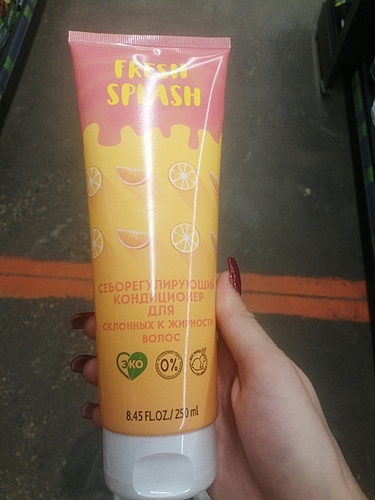 FRESH
SPLASH
СЕБОРЕГУЛИРУЮЩИЙ
КОНДИЦИОНЕР
ДЛЯ
СКЛОННЫХ К ЖИРНОСТИ
ВОЛОС
ЭКО
0%
8.45 FL.OZ./ 250 ml